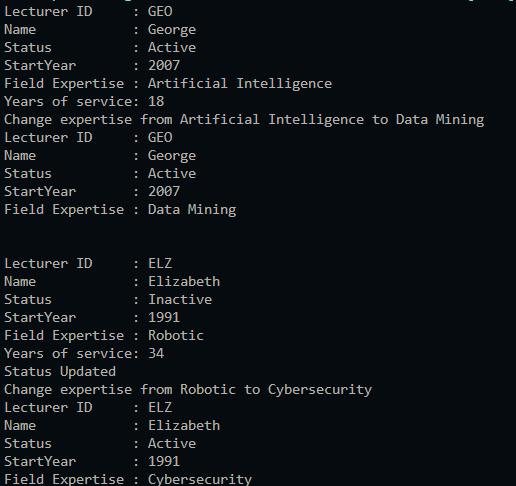 Lecturer ID     : GEO
Name            : George
Status          : Active
StartYear       : 2007
Field Expertise : Artificial Intelligence
Years of service: 18
Change expertise from Artificial Intelligence to Data Mining
Lecturer ID     : GEO
Name            : George
Status          : Active
StartYear       : 2007
Field Expertise : Data Mining
Lecturer ID     : ELZ
Name            : Elizabeth
Status          : Inactive
StartYear       : 1991
Field Expertise : Robotic
Years of service: 34
Status Updated
Change expertise from Robotic to Cybersecurity
Lecturer ID     : ELZ
Name            : Elizabeth
Status          : Active
StartYear       : 1991
Field Expertise : Cybersecurity